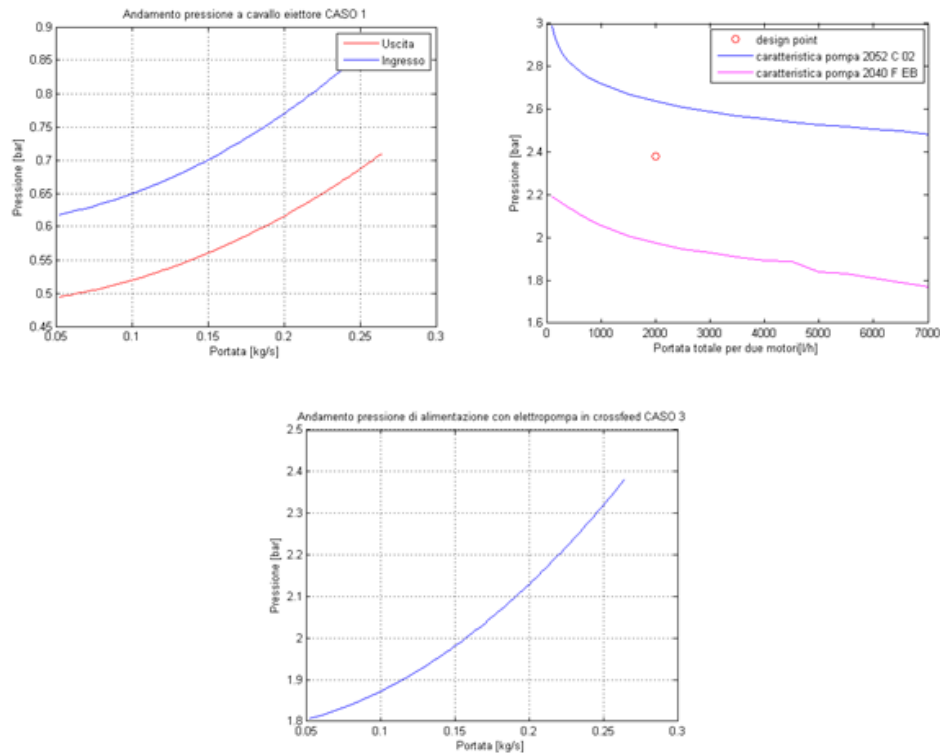 Andamento pressione a cavallo eiettore CASO 1
0.9
0.85
0.8
0.75
0.7
0.65
0.6
0.55
0.5
0.45
Pressione [bar]
Uscita
Ingresso
0.05 0.1 0.15 0.2 0.25 0.3
Portata [kg/s]
3
2.8
2.6
2.4
2.2
2
1.8
1.6
Pressione [bar]
design point
caratteristica pompa 2052 C 02
caratteristica pompa 2040 F EB
0 1000 2000 3000 4000 5000 6000 7000
Portata totale per due motori[l/h]
Andamento pressione di alimentazione con elettropompa in crossfeed CASO 3
2.5
2.4
2.3
2.2
2.1
2
1.9
1.8
Pressione [bar]
0.05 0.1 0.15 0.2 0.25 0.3
Portata [kg/s]